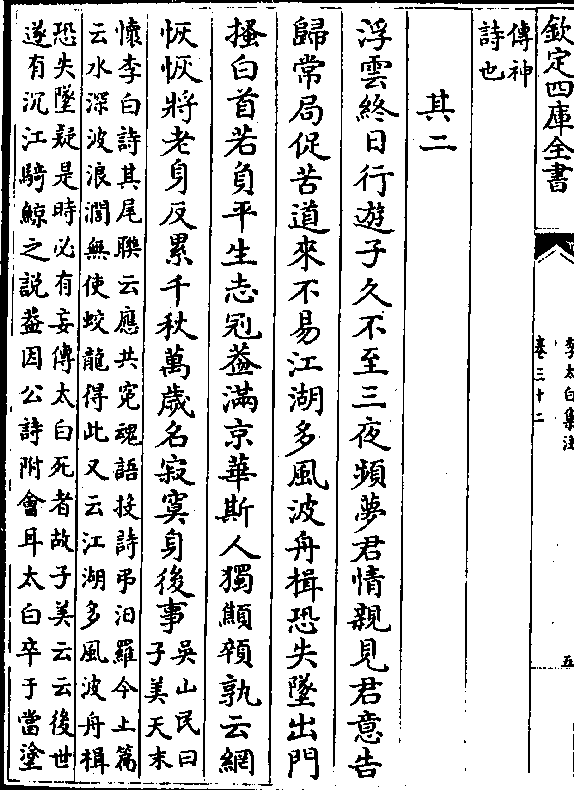 欽定四庫全書
李太白集注
卷三十二
五
傳神
詩也
其二
浮雲終日行遊子久不至三夜頻夢君情親見君意告
歸常局促苦道來不易江湖多風波舟楫恐失墜出門
搔白首若負平生志冠葢滿京華斯人獨顦顇孰云網
恢恢將老身反累千秋萬歲名寂寞身後事
吳山民曰
子美天末
懷李白詩其尾聯云應共寃魂語投詩弔汨羅今上篇
云水深波浪濶無使蛟龍得此又云江湖多風波舟楫
恐失墜疑是時必有妄傳太白死者故子美云云後世
遂有沉江騎鯨之説葢因公詩附會耳太白卒于當塗